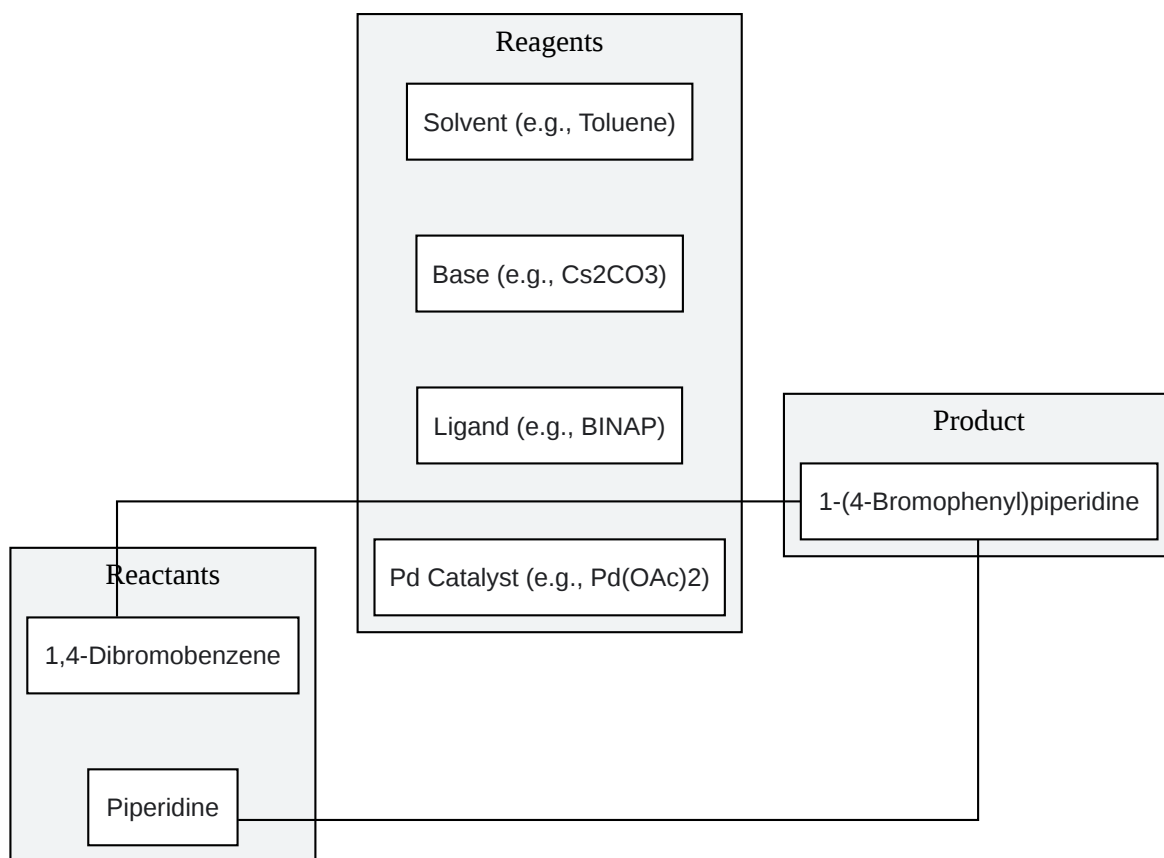 Reagents
Solvent (e.g., Toluene)
Base (e.g., Cs2CO3)
Ligand (e.g., BINAP)
Pd Catalyst (e.g., Pd(OAc)2)
Product
1-(4-Bromophenyl)piperidine
Reactants
1,4-Dibromobenzene
Piperidine